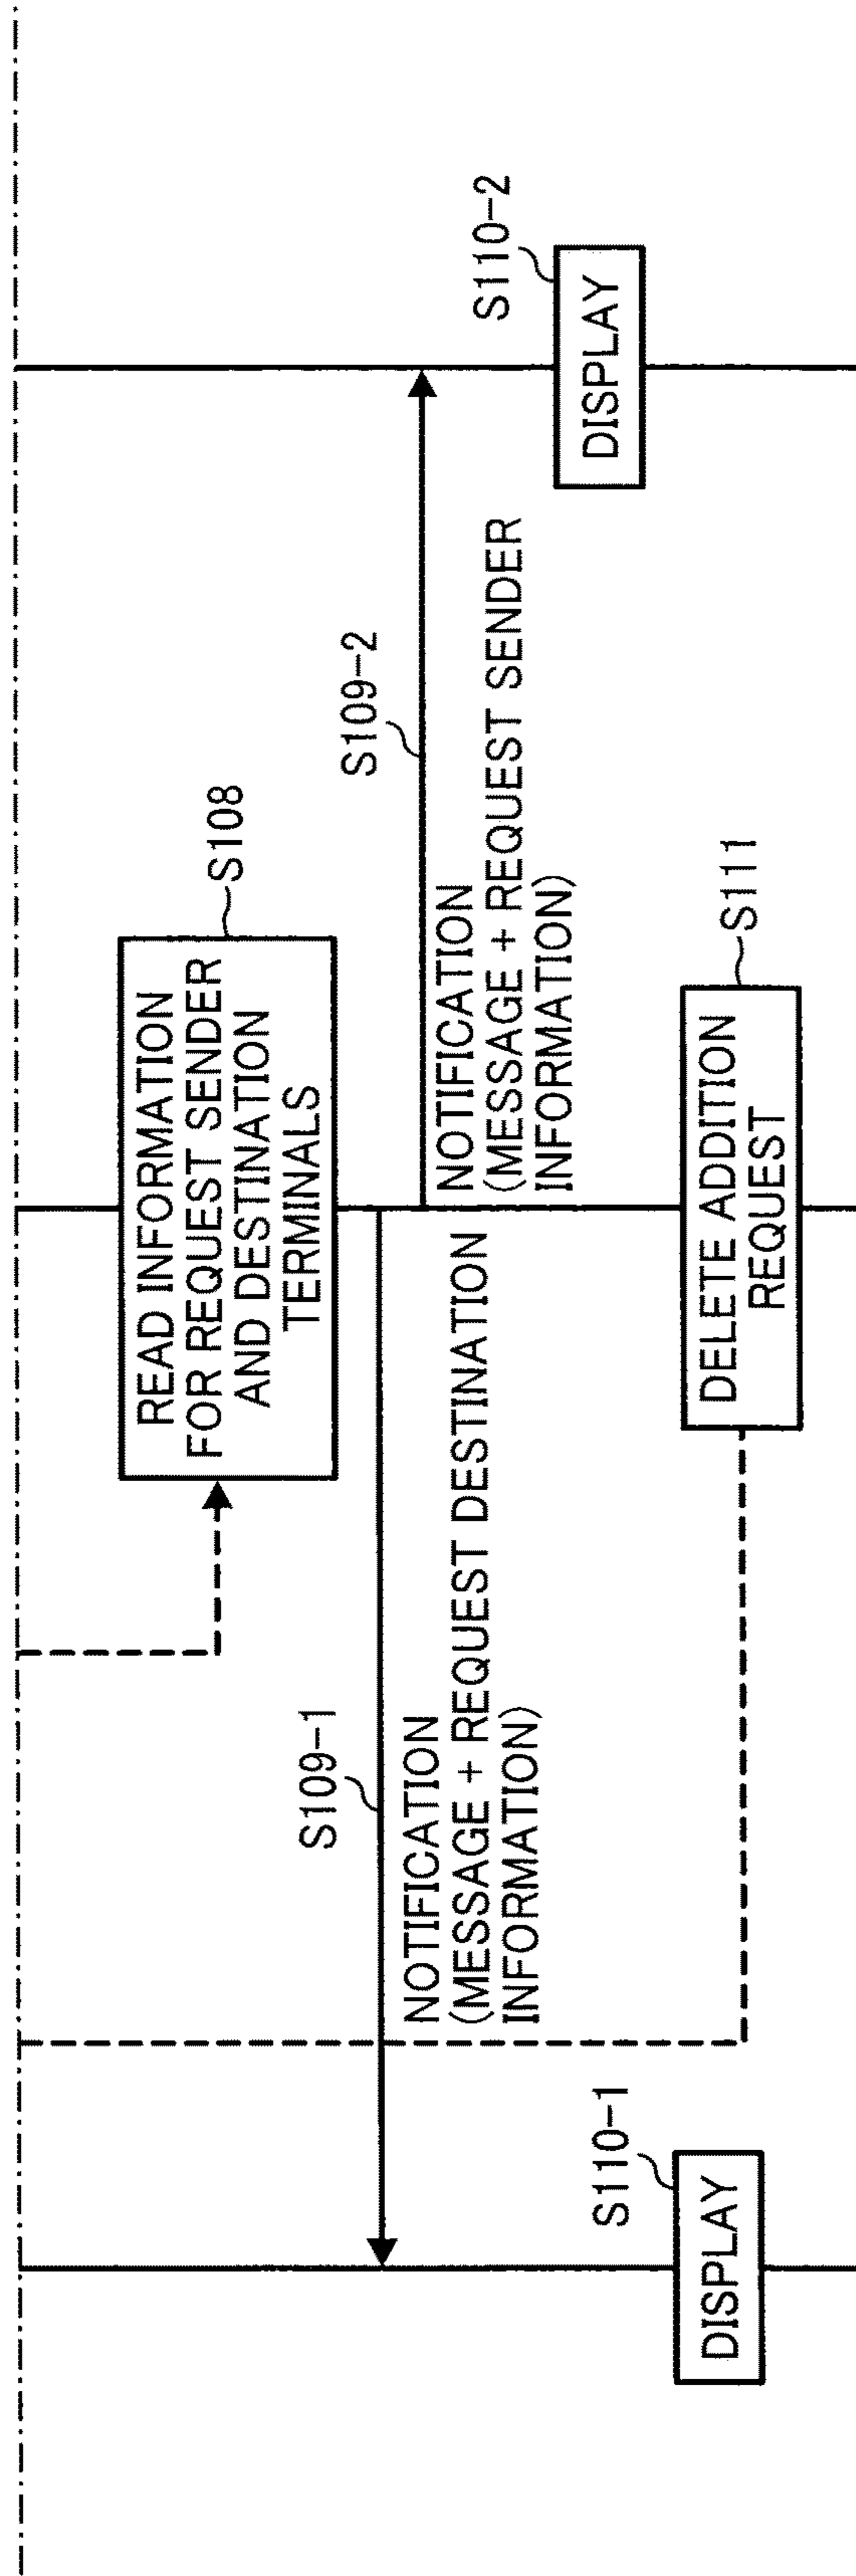 READ INFORMATION
FOR REQUEST SENDER
AND DESTINATION
TERMINALS
S108
S109-1
NOTIFICATION
(MESSAGE + REQUEST DESTINATION
INFORMATION)
S109-2
NOTIFICATION
(MESSAGE + REQUEST SENDER
INFORMATION)
S110-2
DISPLAY
S110-1
DISPLAY
S111
DELETE ADDITION
REQUEST